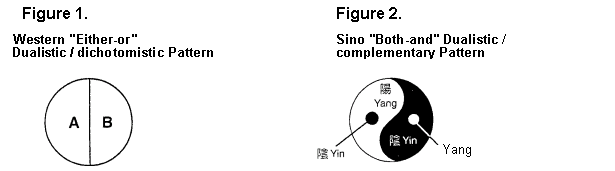 Figure 1.
Western "Either-or"
Dualistic / dichotomistic Pattern
A B
Figure 2.
Sino "Both-and" Dualistic /
complementary Pattern
陽
Yang
陰 Yin
陰 Yin
Yang